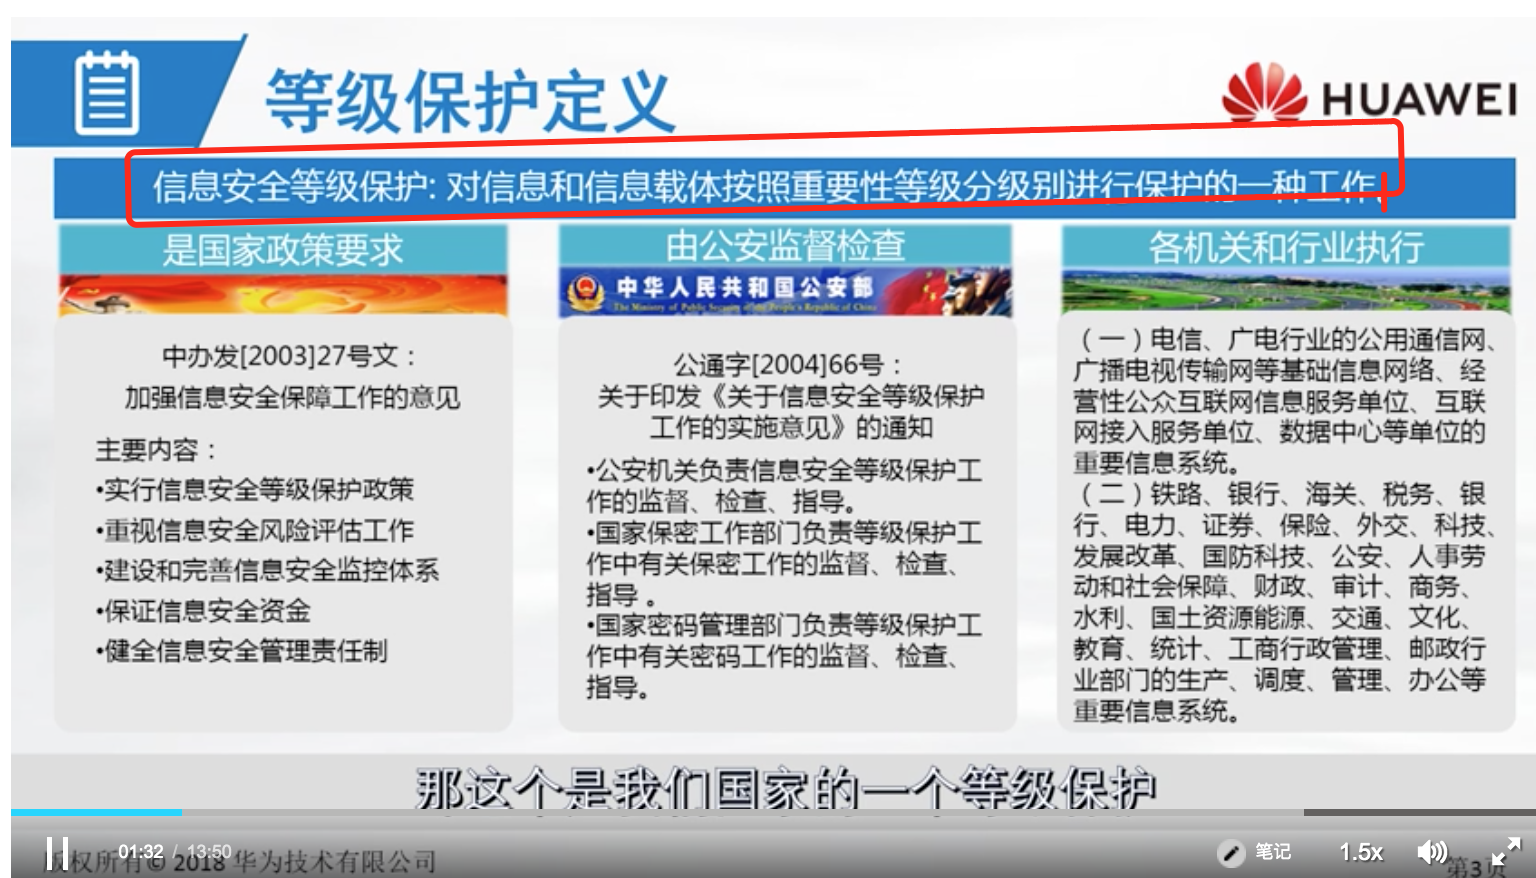 等级保护定义
HUAWEI
信息安全等级保护: 对信息和信息载体按照重要性等级分级别进行保护的一种工作
是国家政策要求
中办发[2003]27号文：
加强信息安全保障工作的意见
主要内容：
•实行信息安全等级保护政策
•重视信息安全风险评估工作
•建设和完善信息安全监控体系
•保证信息安全资金
•健全信息安全管理责任制
由公安监督检查
中华人民共和国公安部
The Ministry of Public Security of the People's Republic of China
公通字[2004]66号：
关于印发《关于信息安全等级保护
工作的实施意见》的通知
•公安机关负责信息安全等级保护工
作的监督、检查、指导。
•国家保密工作部门负责等级保护工
作中有关保密工作的监督、检查、
指导 。
•国家密码管理部门负责等级保护工
作中有关密码工作的监督、检查、
指导。
各机关和行业执行
（一）电信、广电行业的公用通信网、
广播电视传输网等基础信息网络、经
营性公众互联网信息服务单位、互联
网接入服务单位、数据中心等单位的
重要信息系统。
（二）铁路、银行、海关、税务、银
行、电力、证券、保险、外交、科技、
发展改革、国防科技、公安、人事劳
动和社会保障、财政、审计、商务、
水利、国土资源能源、交通、文化、
教育、统计、工商行政管理、邮政行
业部门的生产、调度、管理、办公等
重要信息系统。
那这个是我们国家的一个等级保护
01:32 / 13:50
笔记
1.5x
版权所有© 2018 华为技术有限公司
第3页